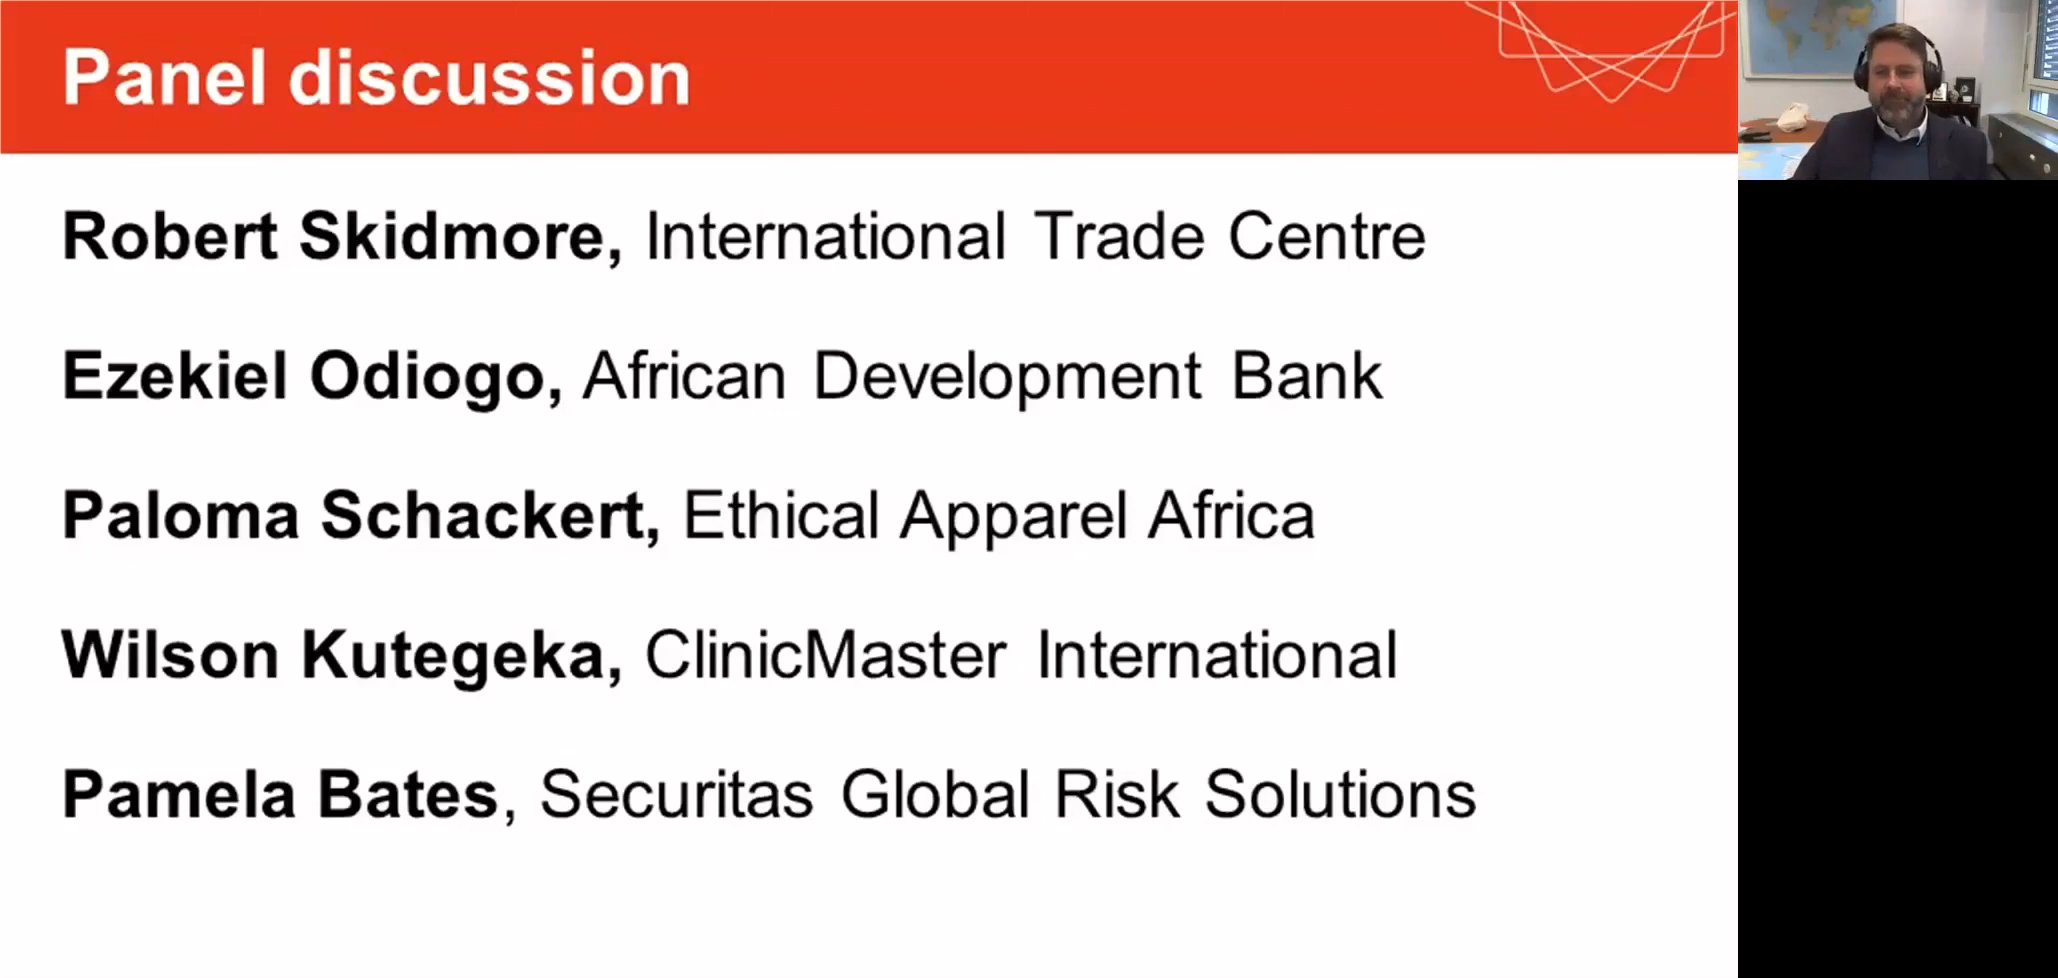 Panel discussion
Robert Skidmore, International Trade Centre
Ezekiel Odiogo, African Development Bank
Paloma Schackert, Ethical Apparel Africa
Wilson Kutegeka, ClinicMaster International
Pamela Bates, Securitas Global Risk Solutions